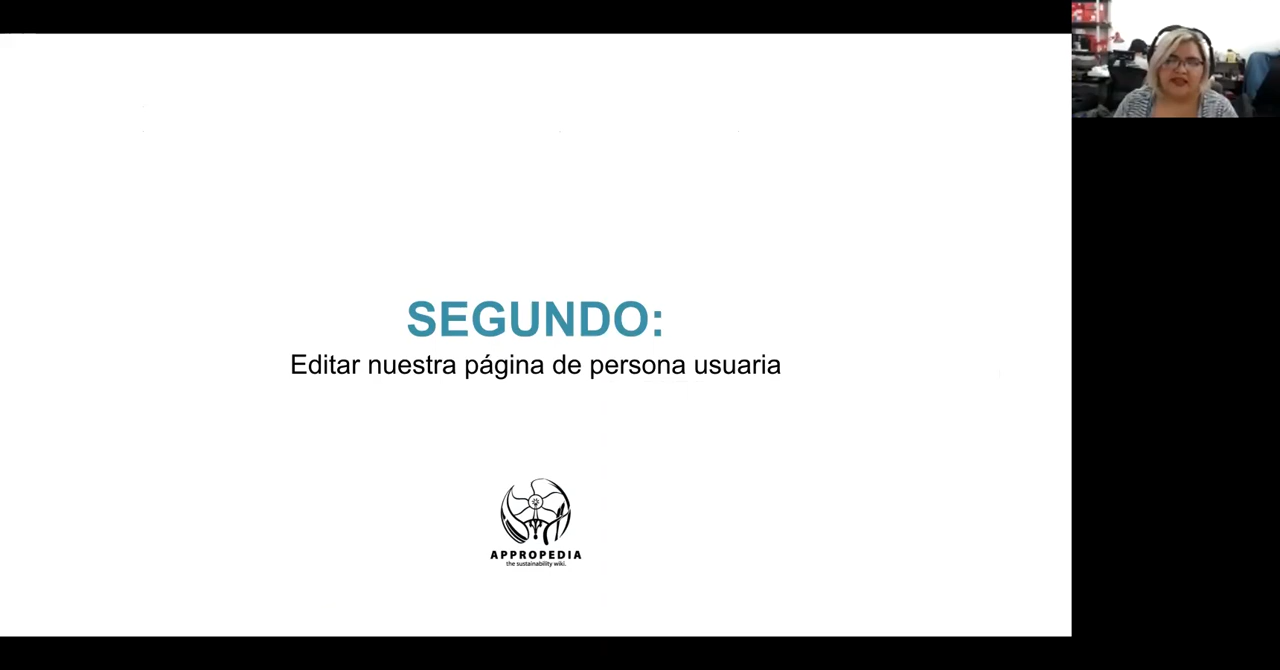 SEGUNDO:
Editar nuestra página de persona usuaria
APPROPEDIA
the sustainability wiki.